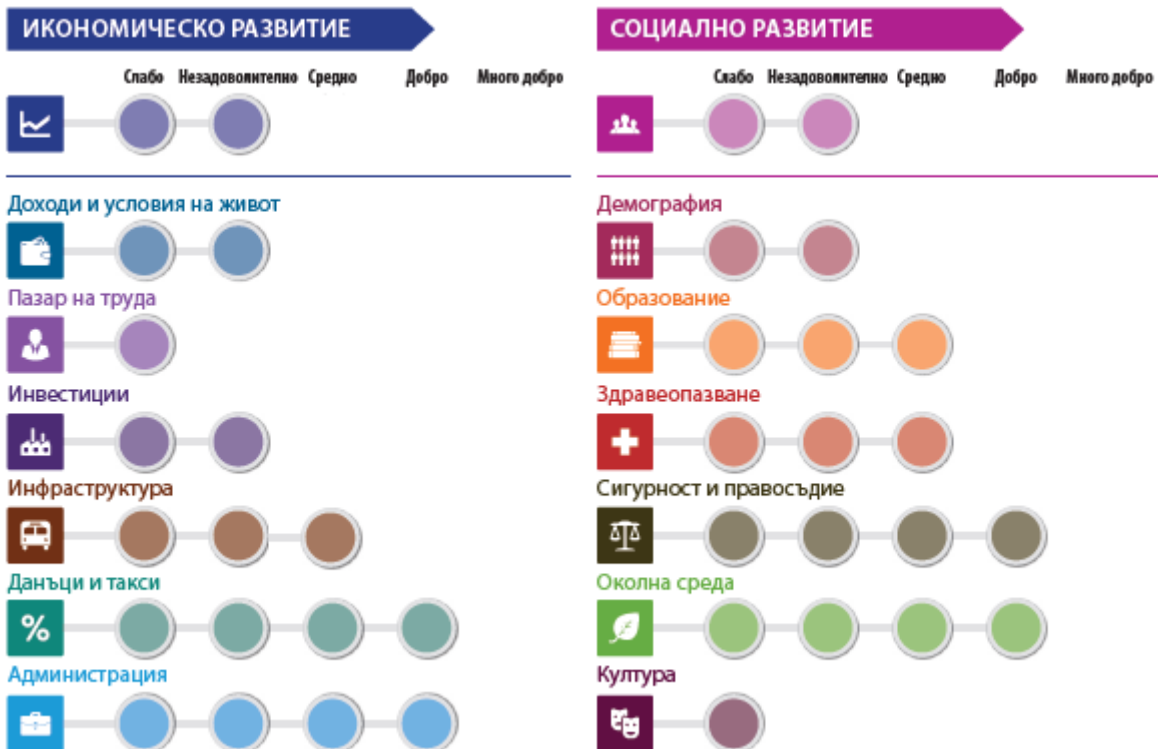 ИКОНОМИЧЕСКО РАЗВИТИЕ
Слабо Незадоволително Средно Добро Много добро
Доходи и условия на живот
Пазар на труда
Инвестиции
Инфраструктура
Данъци и такси
%
Администрация
СОЦИАЛНО РАЗВИТИЕ
Слабо Незадоволително Средно Добро Много добро
Демография
Образование
Здравеопазване
Сигурност и правосъдие
Околна среда
Култура